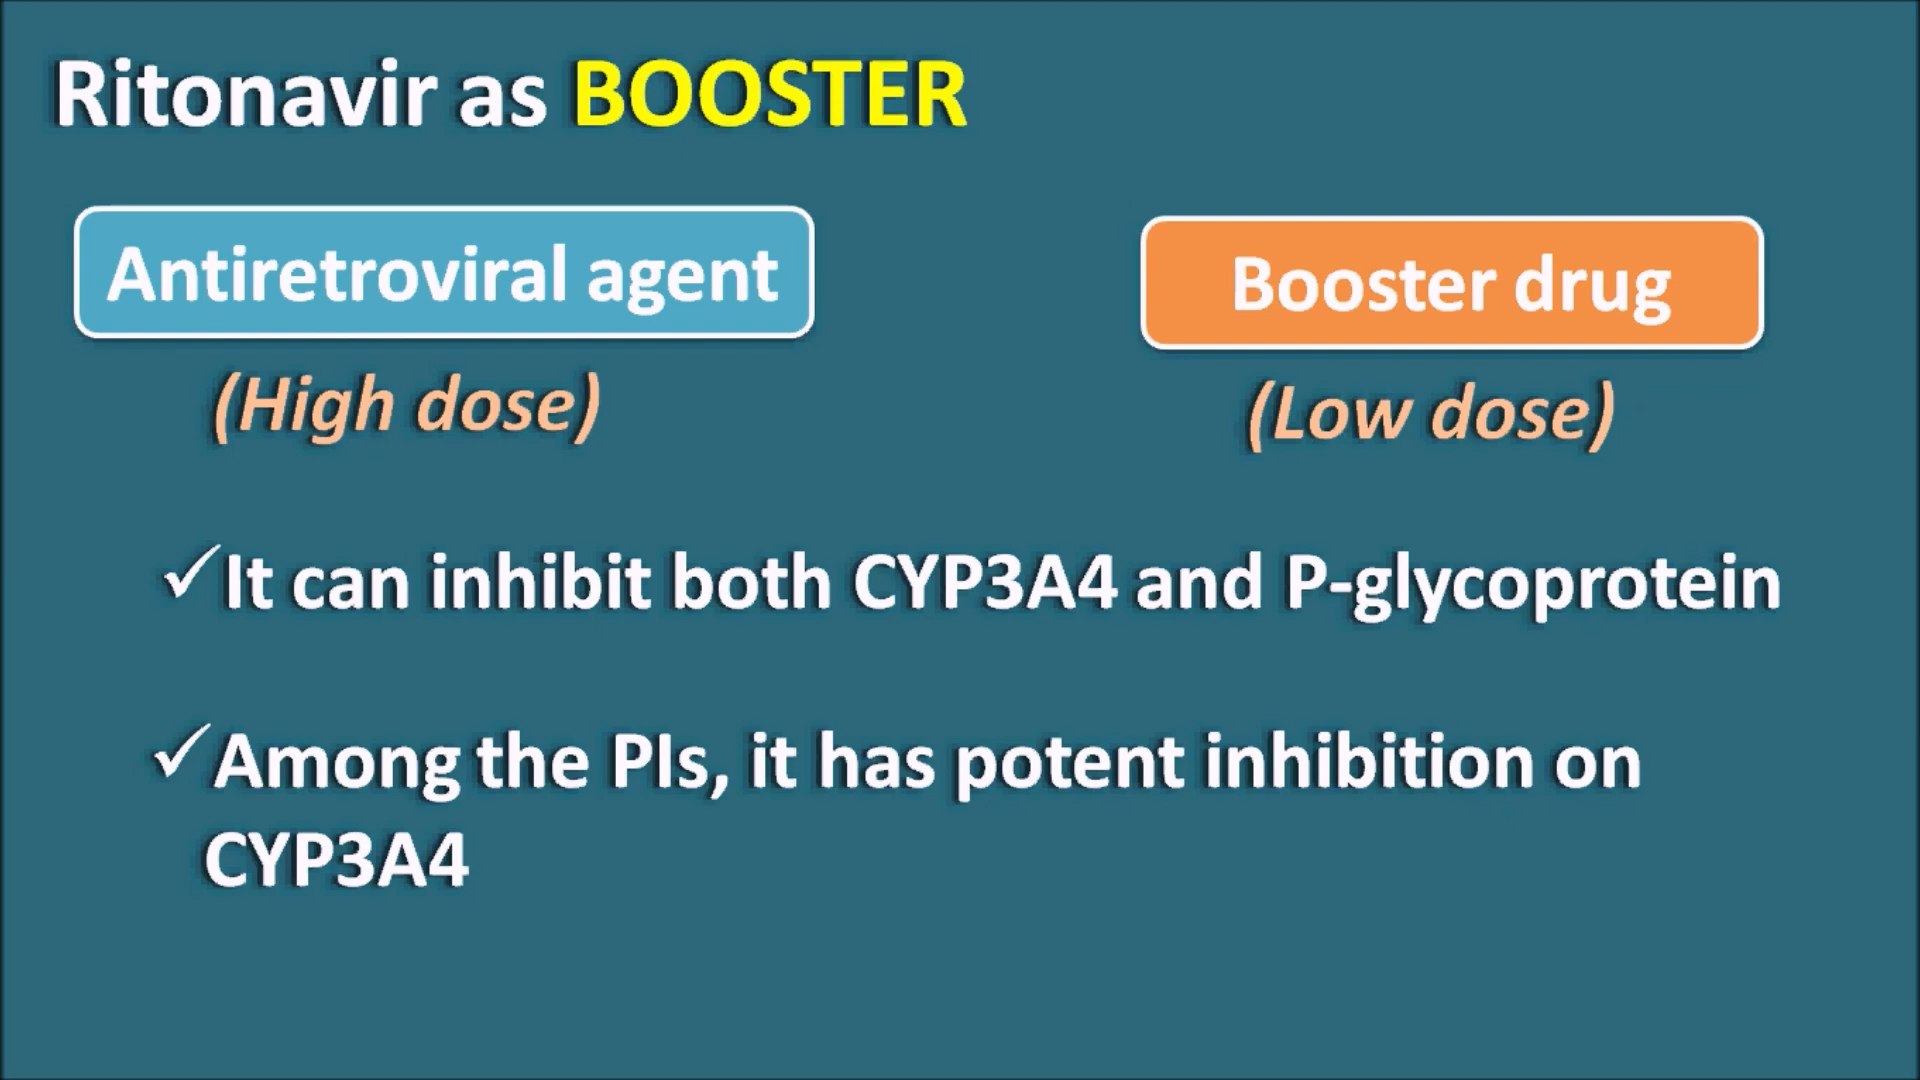 Ritonavir as BOOSTER
Antiretroviral agent
Booster drug
(High dose)
(Low dose)
✓It can inhibit both CYP3A4 and P-glycoprotein
✓Among the PIs, it has potent inhibition on
CYP3A4